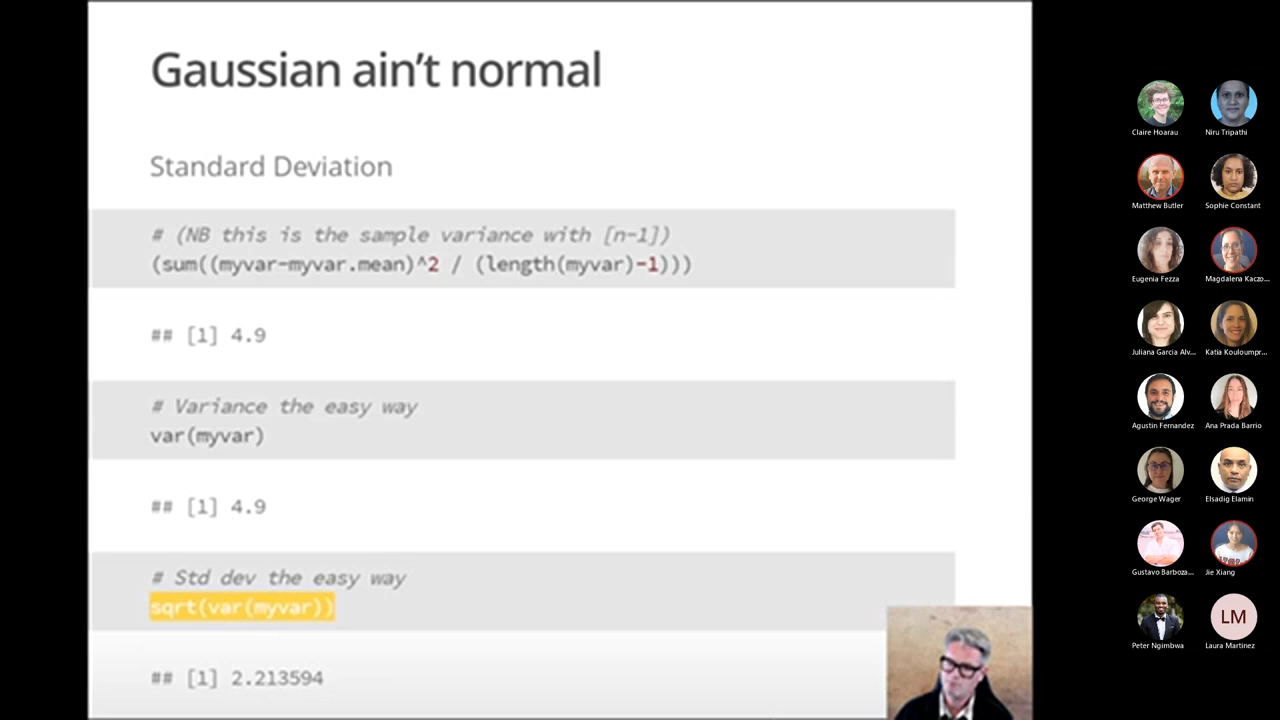 Gaussian ain't normal
Standard Deviation
# (NB this is the sample variance with [n-1])
(sum((myvar-myvar.mean)^2 / (length(myvar)-1)))
## [1] 4.9
# Variance the easy way
var(myvar)
## [1] 4.9
# Std dev the easy way
sqrt(var(myvar))
## [1] 2.213594
Claire Hoarau
Niru Tripathi
Matthew Butler
Sophie Constant
Eugenia Fezza
Magdalena Kaczo...
Juliana Garcia Alv...
Katia Kouloumpr...
Agustin Fernandez
Ana Prada Barrio
George Wager
Elsadig Elamin
Gustavo Barboza...
Jie Xiang
Peter Ngimbwa
LM
Laura Martinez